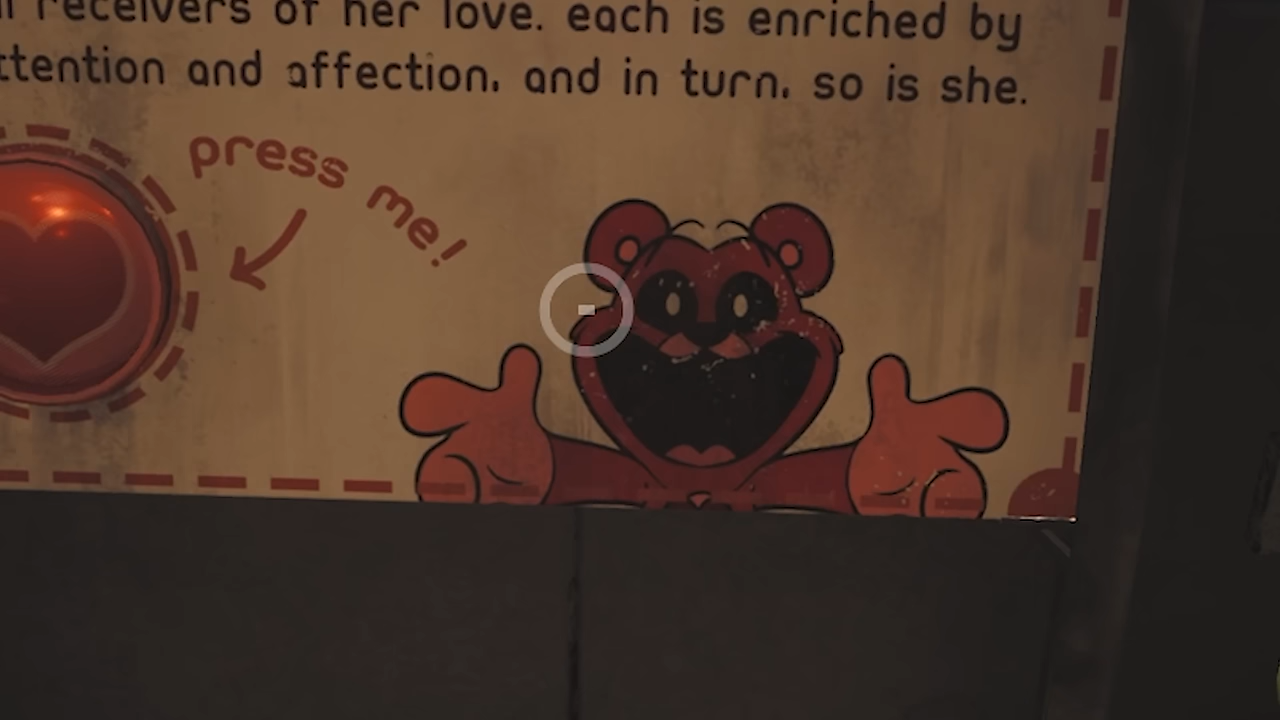 receivers of her love. each is enriched by
attention and affection. and in turn. so is she.
press me!